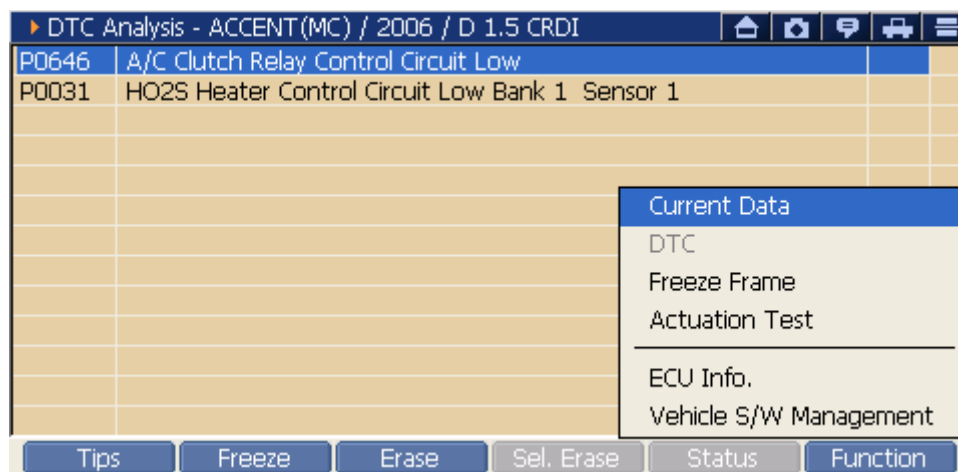 DTC Analysis - ACCENT(MC) / 2006 / D 1.5 CRDI
P0646 A/C Clutch Relay Control Circuit Low
P0031 HO2S Heater Control Circuit Low Bank 1 Sensor 1
Current Data
DTC
Freeze Frame
Actuation Test
ECU Info.
Vehicle S/W Management
Tips Freeze Erase Sel. Erase Status Function